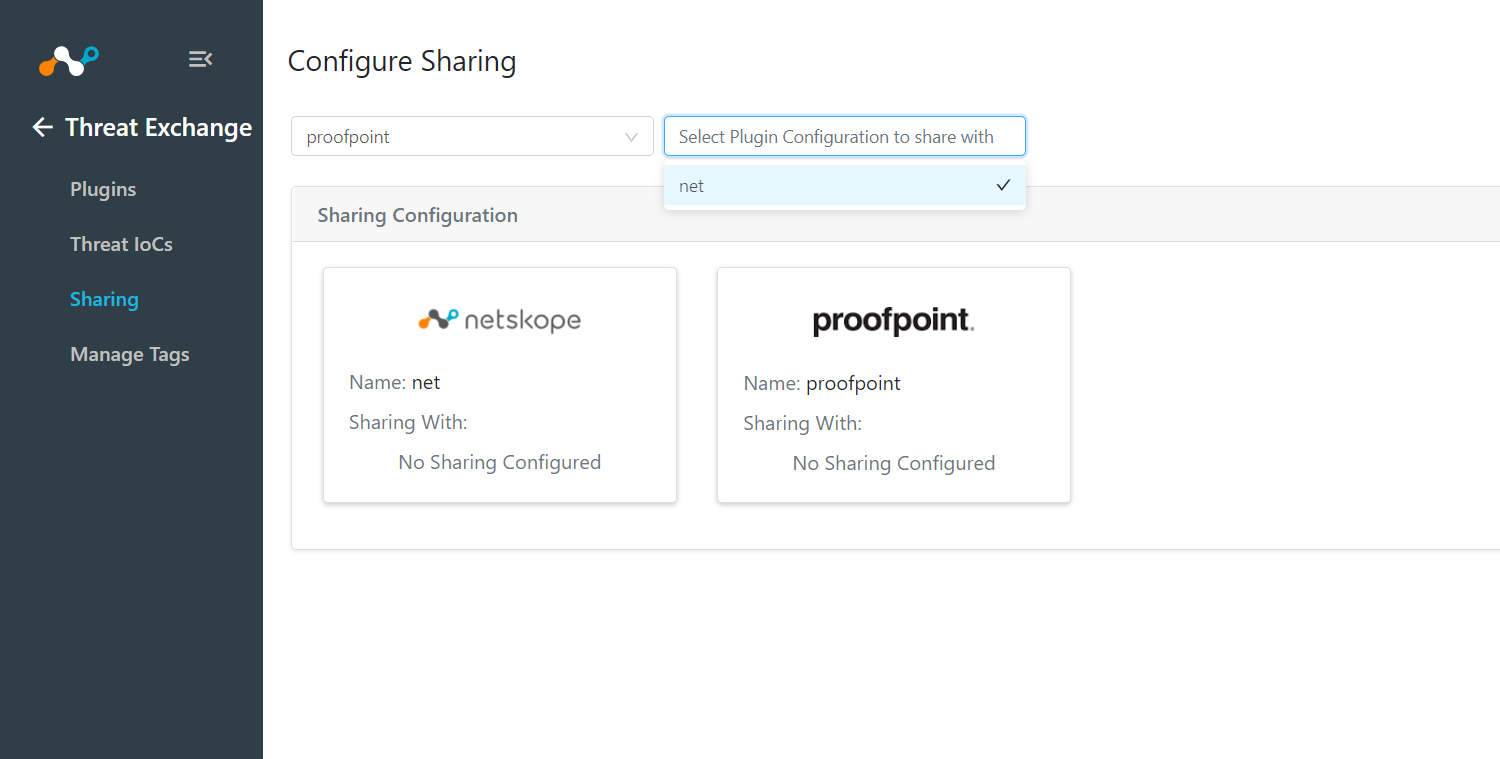 Configure Sharing
Threat Exchange
Plugins
Threat IoCs
Sharing
Manage Tags
proofpoint
Select Plugin Configuration to share with
net
Sharing Configuration
netskope
Name: net
Sharing With:
No Sharing Configured
proofpoint.
Name: proofpoint
Sharing With:
No Sharing Configured